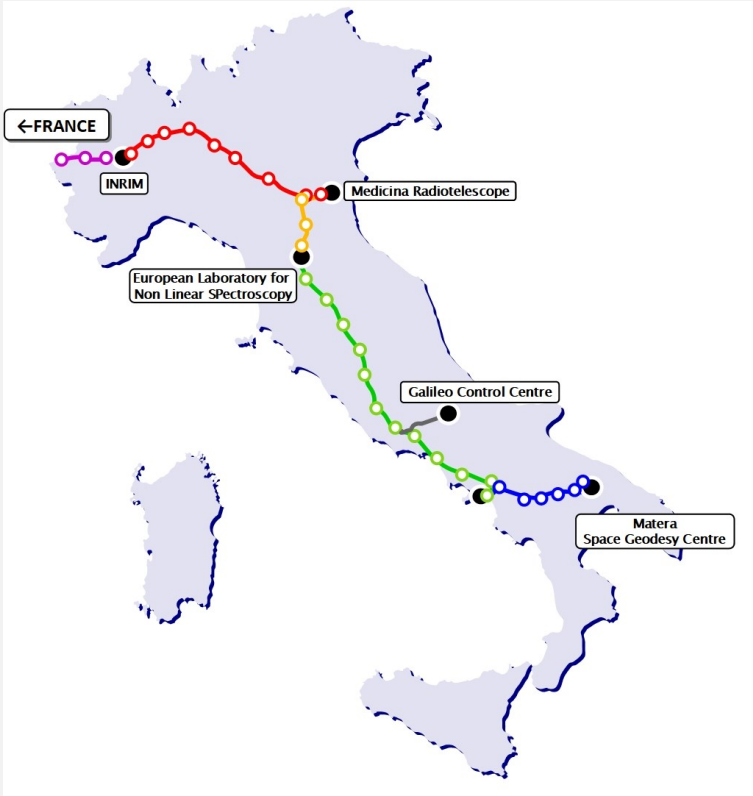 ←FRANCE
INRIM
Medicina Radiotelescope
European Laboratory for
Non Linear SPectroscopy
Galileo Control Centre
Matera
Space Geodesy Centre